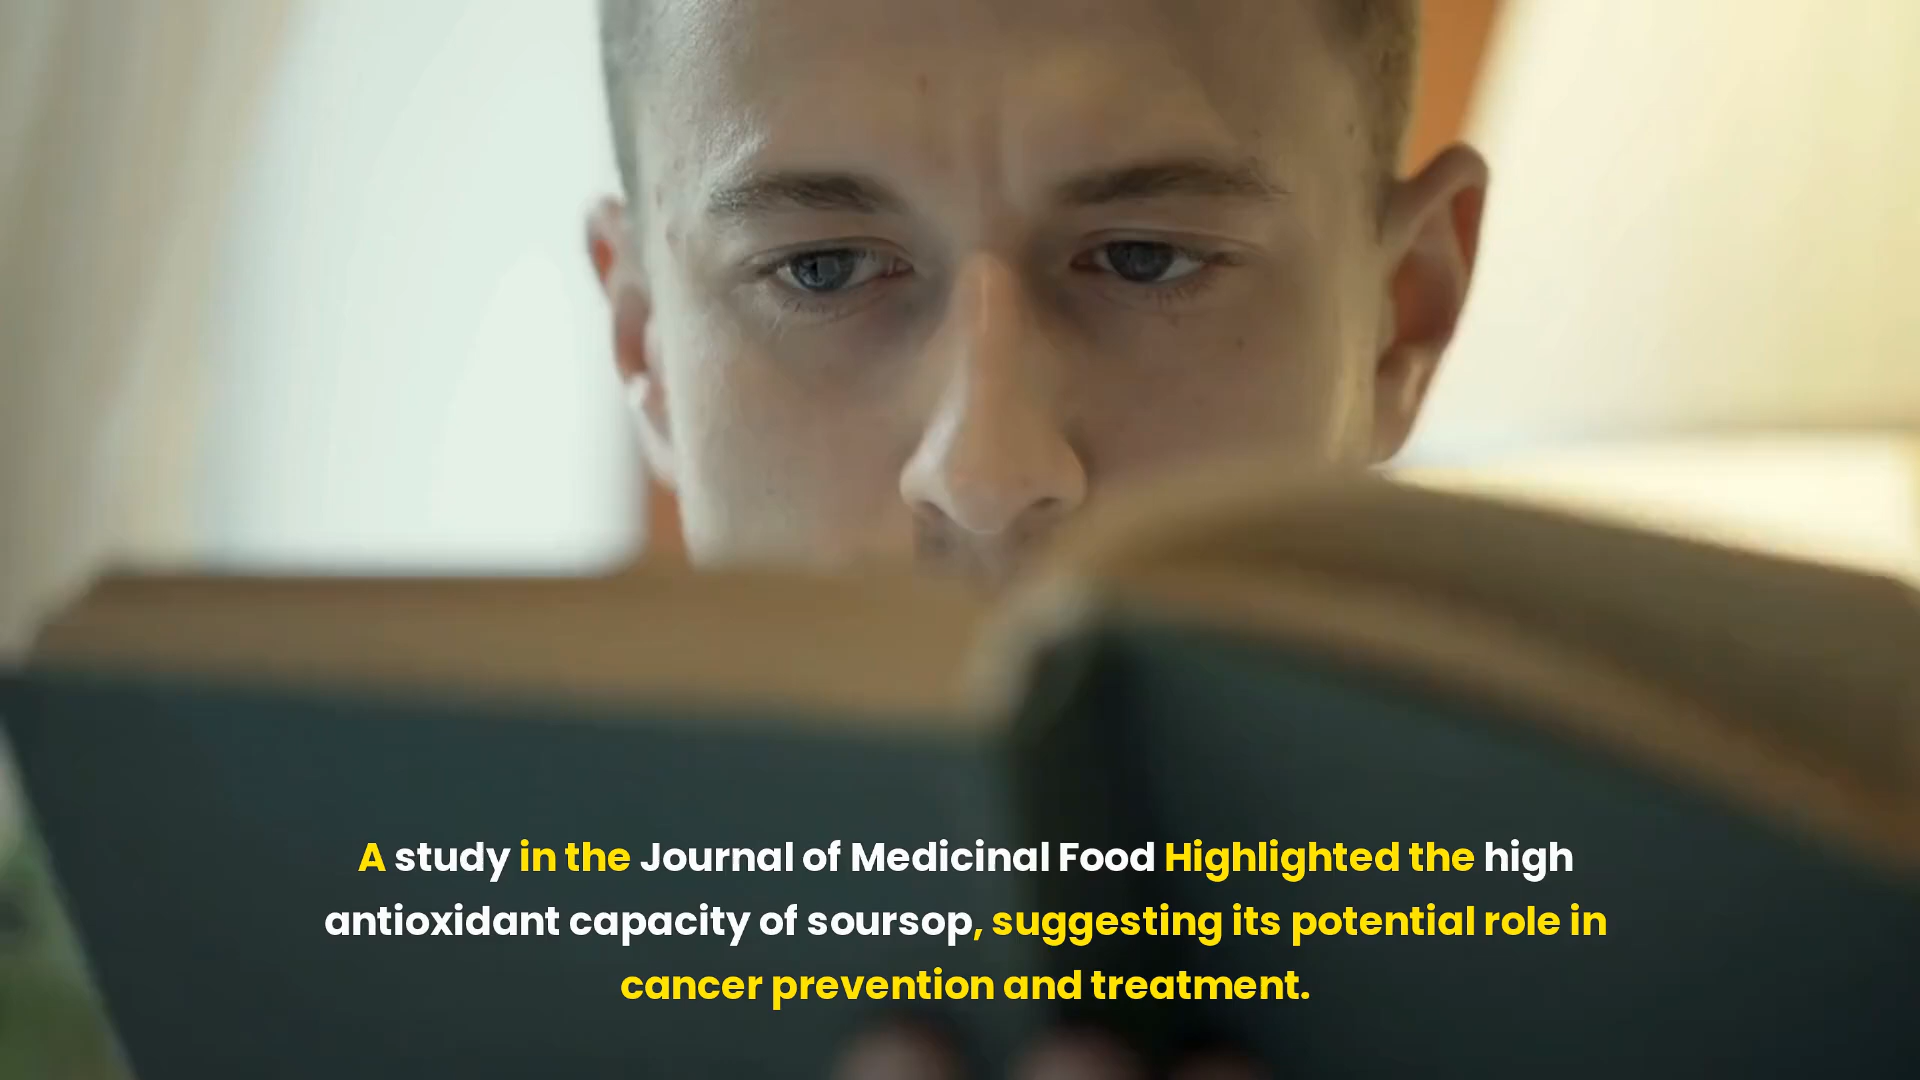 A study in the Journal of Medicinal Food Highlighted the high
antioxidant capacity of soursop, suggesting its potential role in
cancer prevention and treatment.